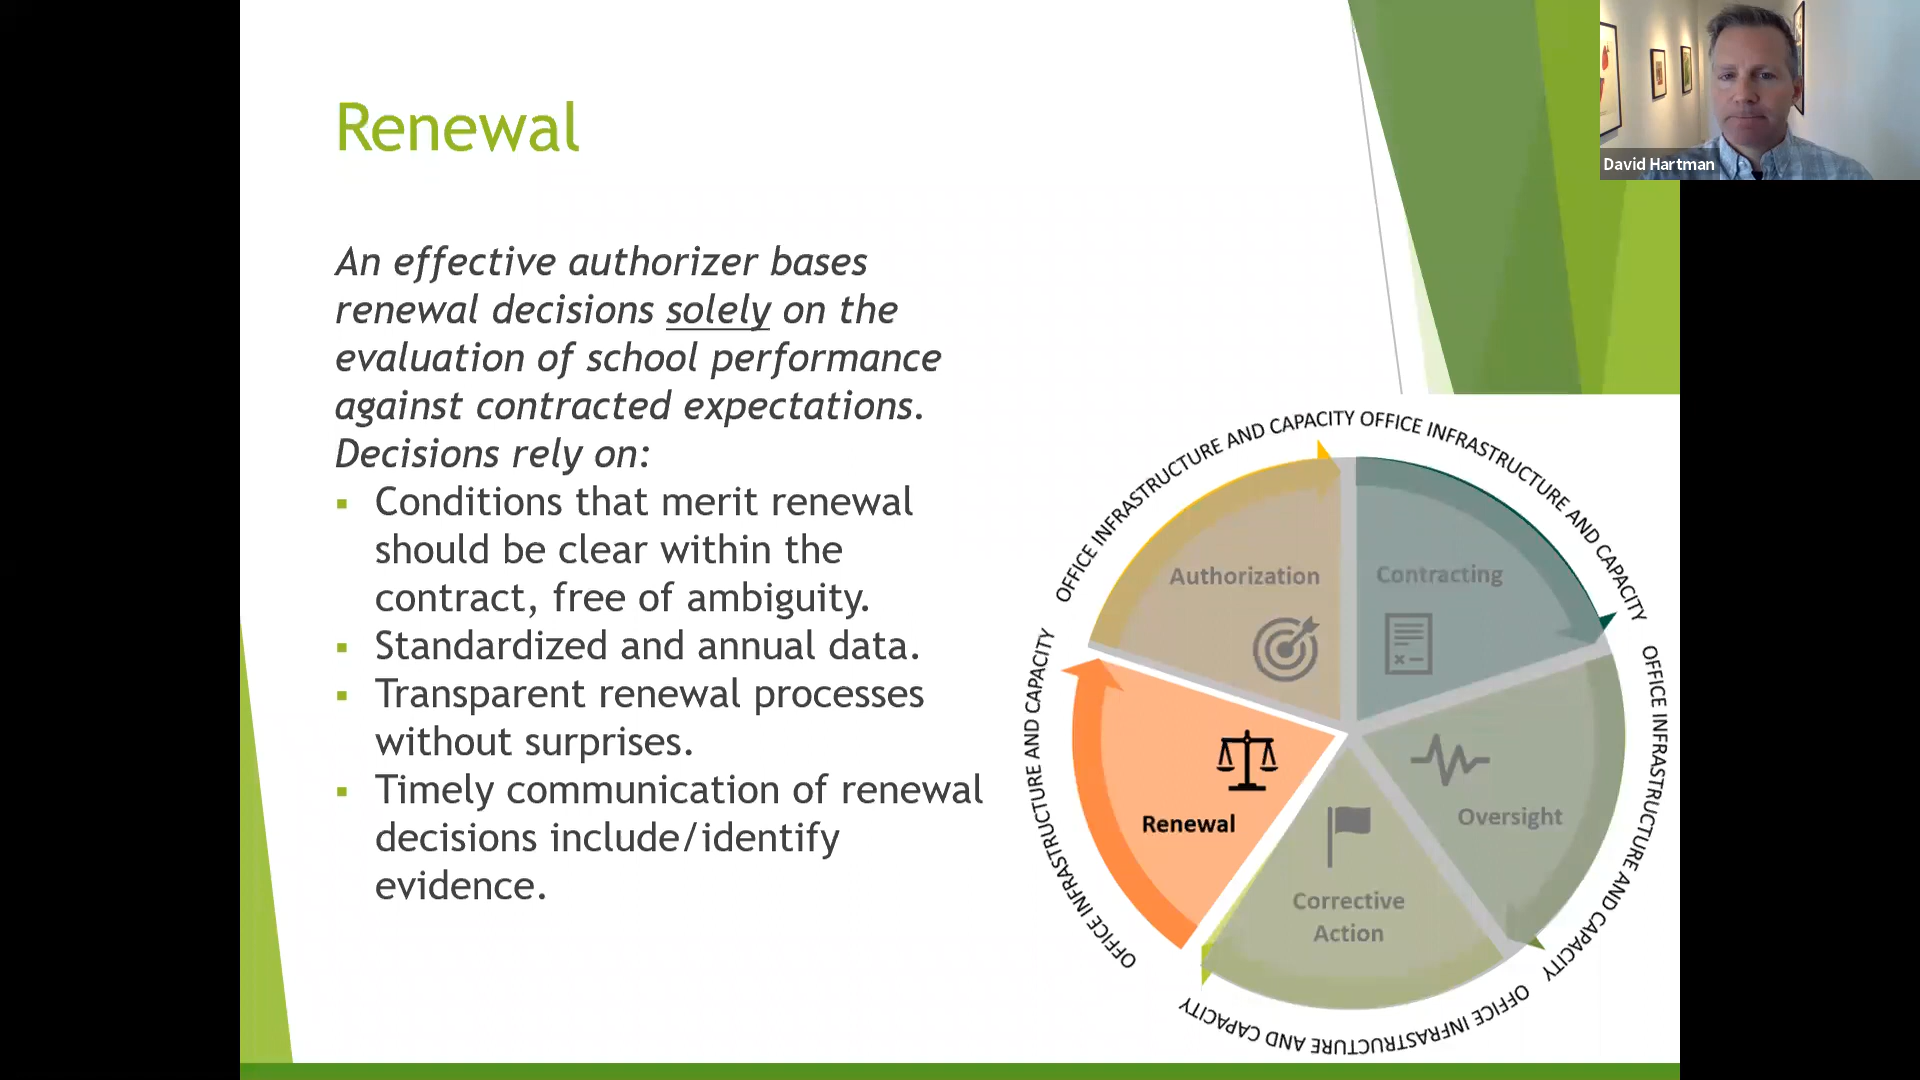 Renewal
An effective authorizer bases
renewal decisions solely on the
evaluation of school performance
against contracted expectations.
Decisions rely on:
▪ Conditions that merit renewal
should be clear within the
contract, free of ambiguity.
▪ Standardized and annual data.
▪ Transparent renewal processes
without surprises.
▪ Timely communication of renewal
decisions include/identify
evidence.
David Hartman
OFFICE INFRASTRUCTURE AND CAPACITY
OFFICE INFRASTRUCTURE AND CAPACITY
OFFICE INFRASTRUCTURE AND CAPACITY
OFFICE INFRASTRUCTURE AND CAPACITY
OFFICE INFRASTRUCTURE AND CAPACITY
Authorization
Contracting
Renewal
Oversight
Corrective
Action